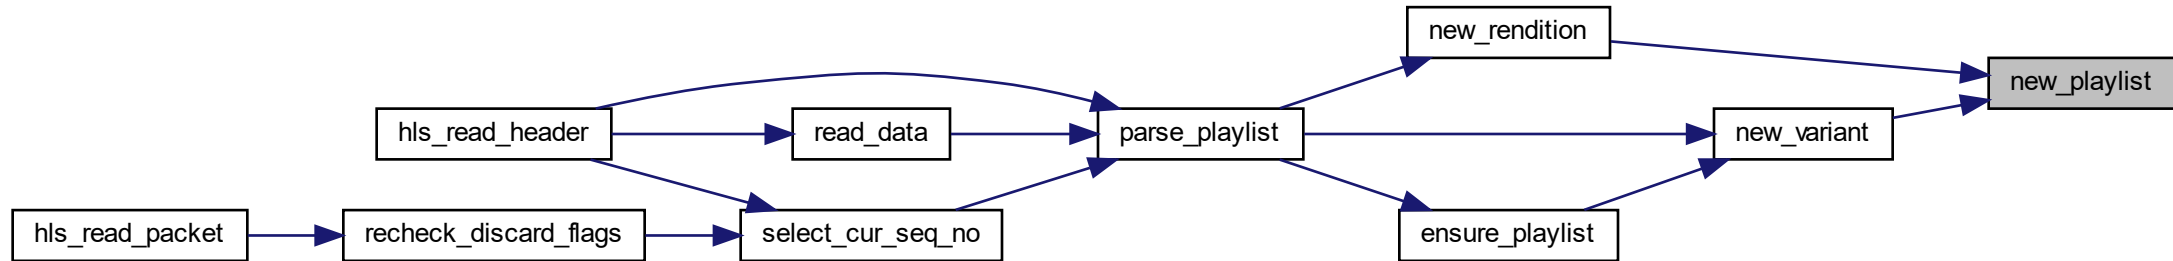 new_rendition
new_playlist
hls_read_header
read_data
parse_playlist
new_variant
hls_read_packet
recheck_discard_flags
select_cur_seq_no
ensure_playlist